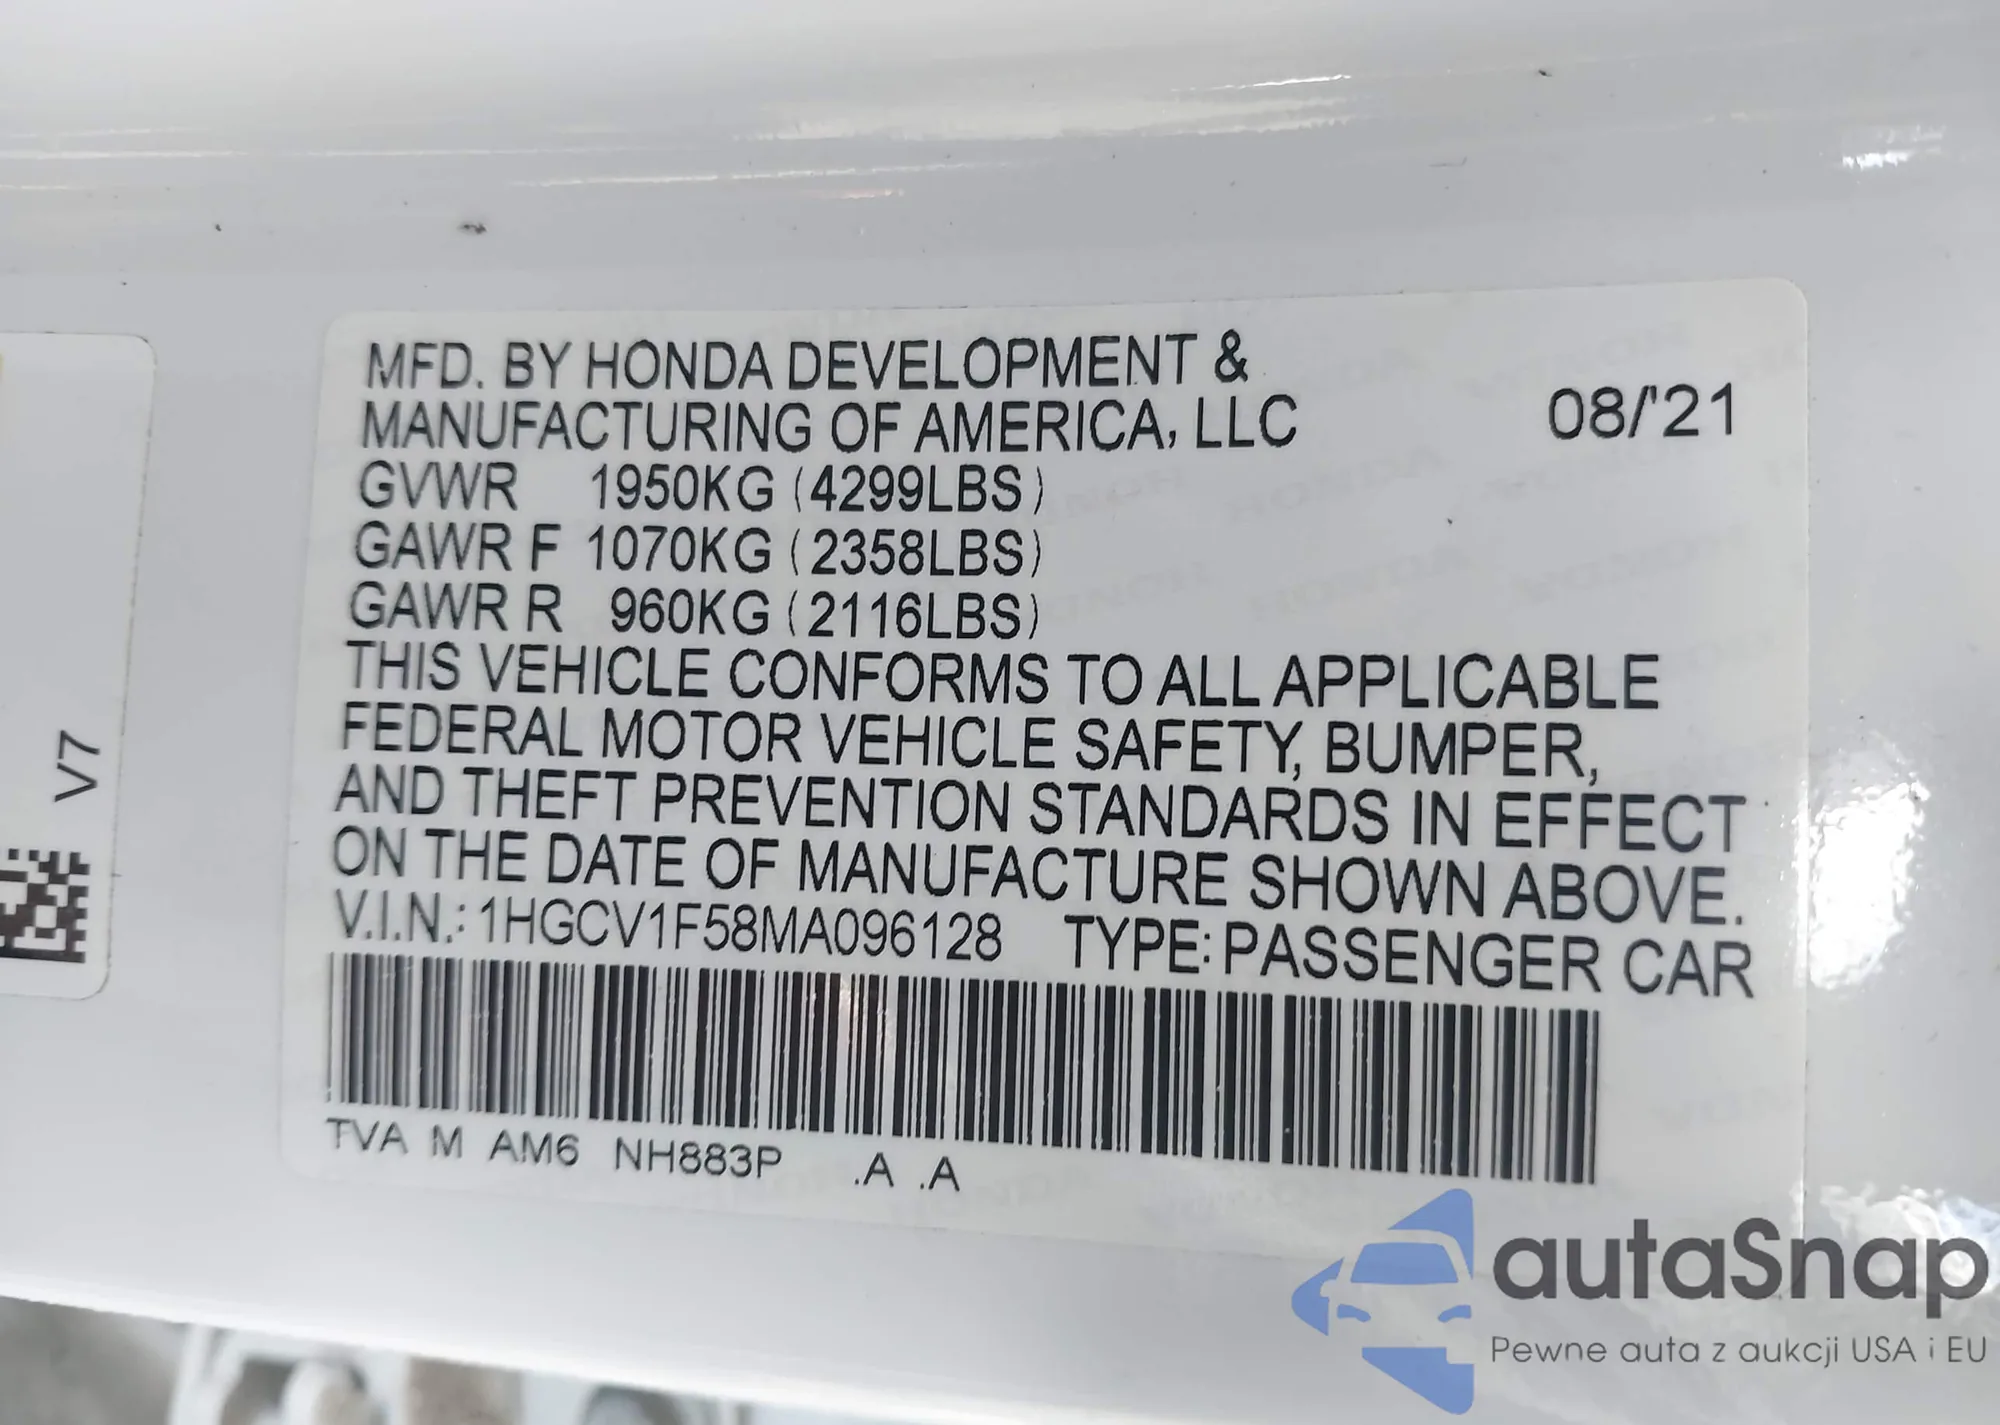 MFD. BY HONDA DEVELOPMENT &
MANUFACTURING OF AMERICA, LLC 08/'21
GVWR 1950KG (4299LBS)
GAWR F 1070KG (2358LBS)
GAWR R 960KG (2116LBS)
THIS VEHICLE CONFORMS TO ALL APPLICABLE
FEDERAL MOTOR VEHICLE SAFETY, BUMPER,
AND THEFT PREVENTION STANDARDS IN EFFECT
ON THE DATE OF MANUFACTURE SHOWN ABOVE.
V.I.N.: 1HGCV1F58MA096128 TYPE: PASSENGER CAR
TVA M AM6 NH883P .A .A
V7
autaSnap
Pewne auta z aukcji USA i EU